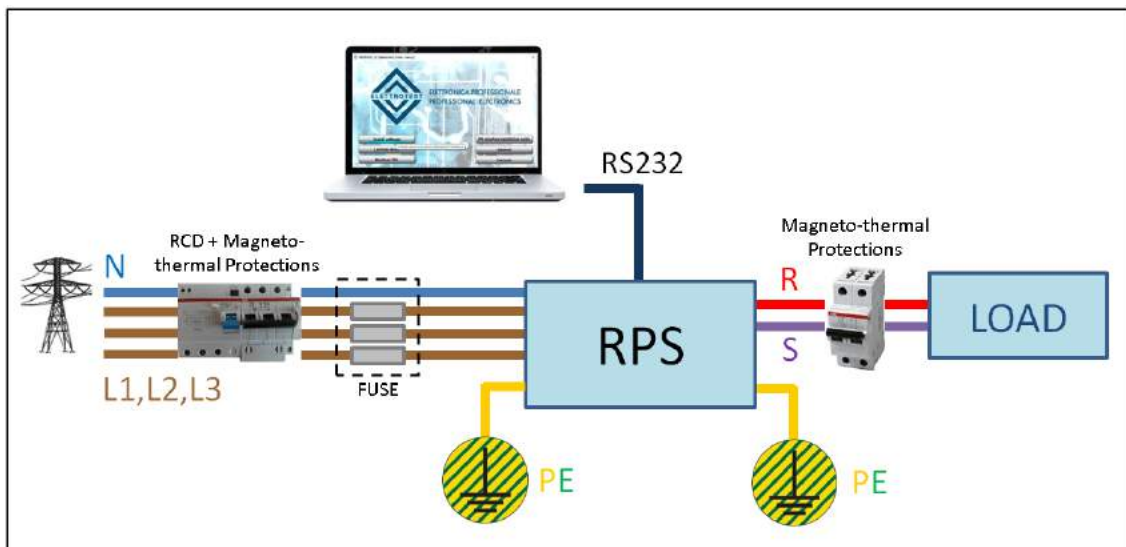 ELETTROTEST
ELETTRONICA PROFESSIONALE
PROFESSIONAL ELECTRONICS
RS232
RCD + Magneto-
thermal Protections
Magneto-thermal
Protections
N
R
RPS
LOAD
S
L1,L2,L3
FUSE
PE
PE